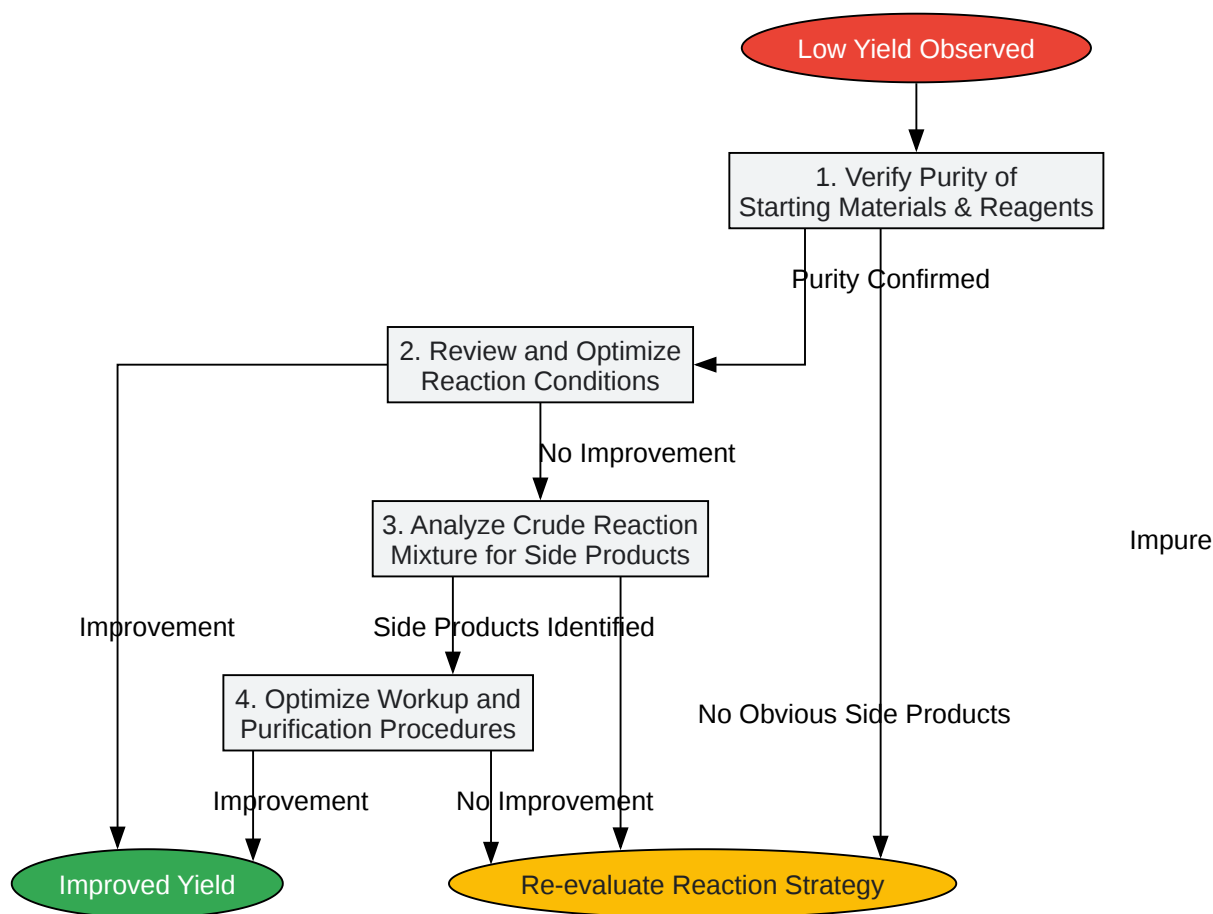 Low Yield Observed
1. Verify Purity of
Starting Materials & Reagents
Purity Confirmed
2. Review and Optimize
Reaction Conditions
No Improvement
3. Analyze Crude Reaction
Mixture for Side Products
Impure
Improvement
Side Products Identified
4. Optimize Workup and
Purification Procedures
No Obvious Side Products
Improvement
No Improvement
Improved Yield
Re-evaluate Reaction Strategy